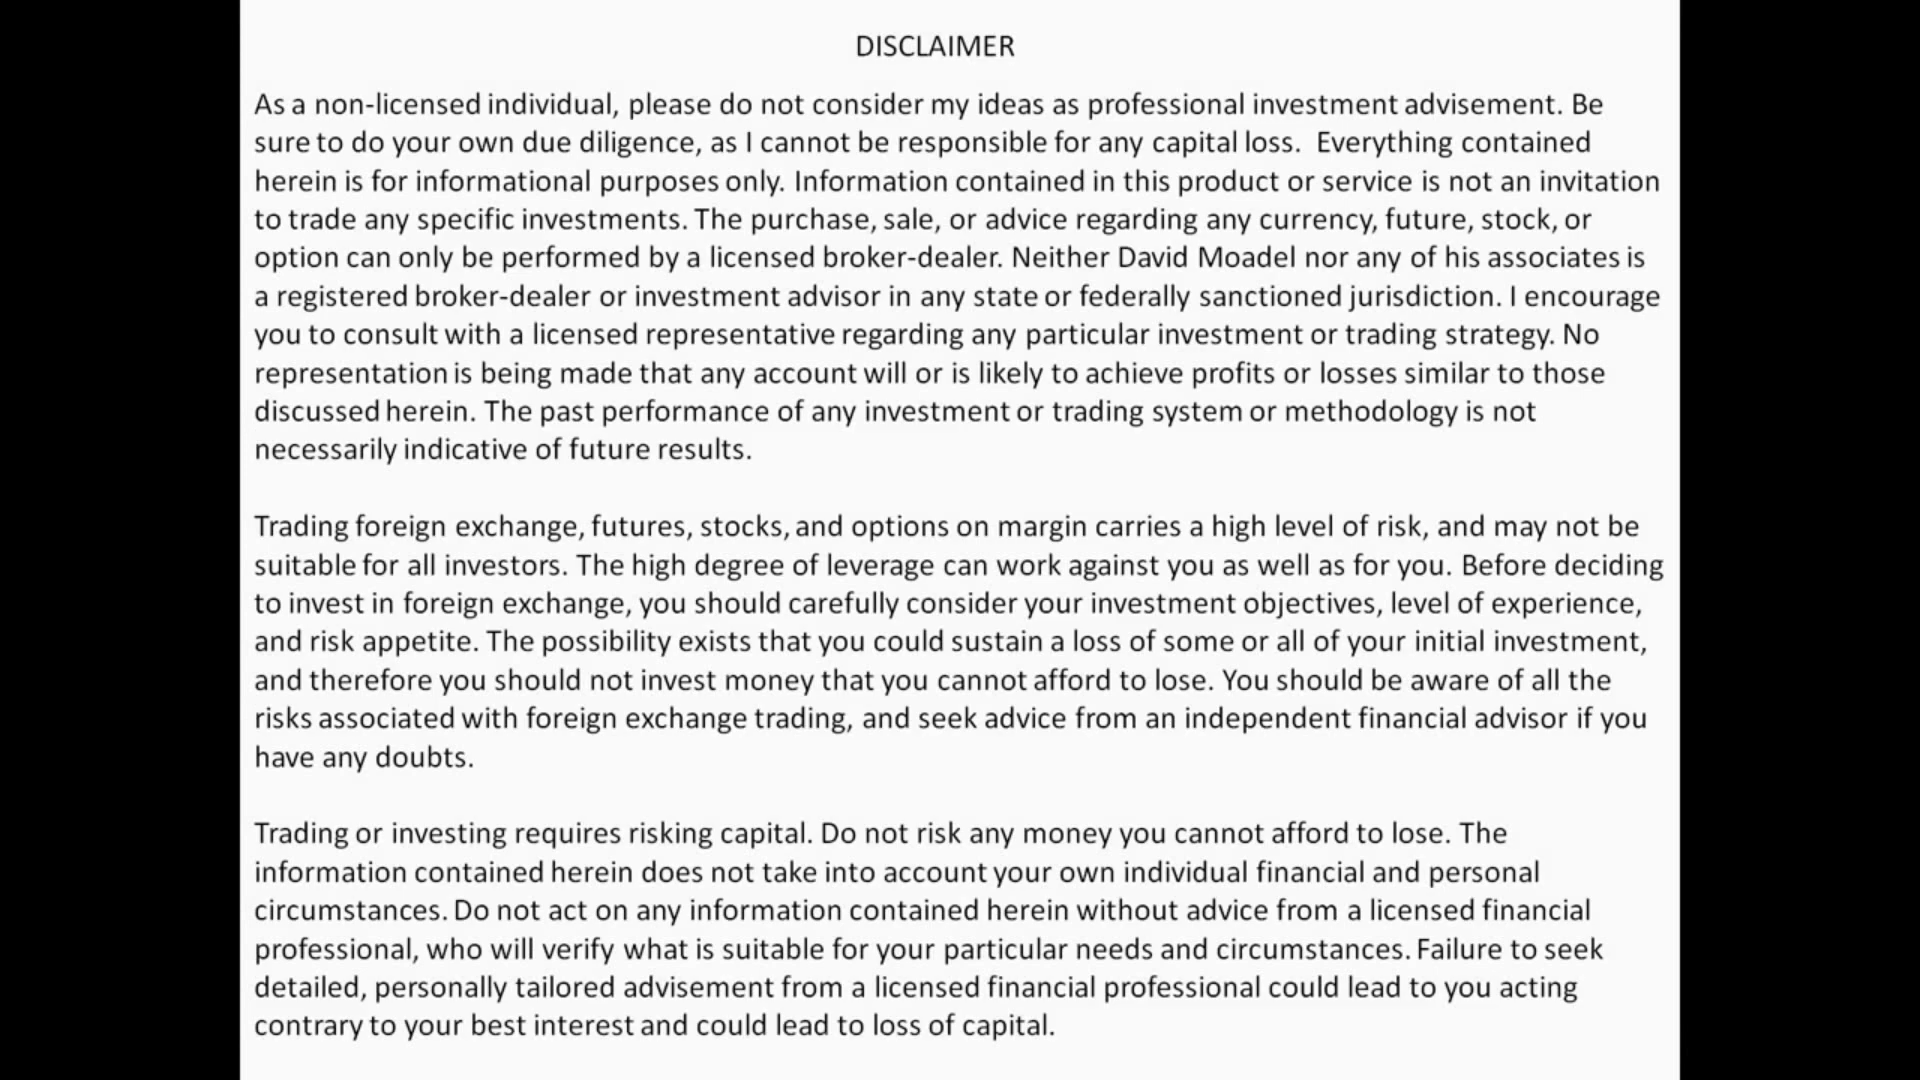 DISCLAIMER
As a non-licensed individual, please do not consider my ideas as professional investment advisement. Be
sure to do your own due diligence, as I cannot be responsible for any capital loss.  Everything contained
herein is for informational purposes only. Information contained in this product or service is not an invitation
to trade any specific investments. The purchase, sale, or advice regarding any currency, future, stock, or
option can only be performed by a licensed broker-dealer. Neither David Moadel nor any of his associates is
a registered broker-dealer or investment advisor in any state or federally sanctioned jurisdiction. I encourage
you to consult with a licensed representative regarding any particular investment or trading strategy. No
representation is being made that any account will or is likely to achieve profits or losses similar to those
discussed herein. The past performance of any investment or trading system or methodology is not
necessarily indicative of future results.
Trading foreign exchange, futures, stocks, and options on margin carries a high level of risk, and may not be
suitable for all investors. The high degree of leverage can work against you as well as for you. Before deciding
to invest in foreign exchange, you should carefully consider your investment objectives, level of experience,
and risk appetite. The possibility exists that you could sustain a loss of some or all of your initial investment,
and therefore you should not invest money that you cannot afford to lose. You should be aware of all the
risks associated with foreign exchange trading, and seek advice from an independent financial advisor if you
have any doubts.
Trading or investing requires risking capital. Do not risk any money you cannot afford to lose. The
information contained herein does not take into account your own individual financial and personal
circumstances. Do not act on any information contained herein without advice from a licensed financial
professional, who will verify what is suitable for your particular needs and circumstances. Failure to seek
detailed, personally tailored advisement from a licensed financial professional could lead to you acting
contrary to your best interest and could lead to loss of capital.